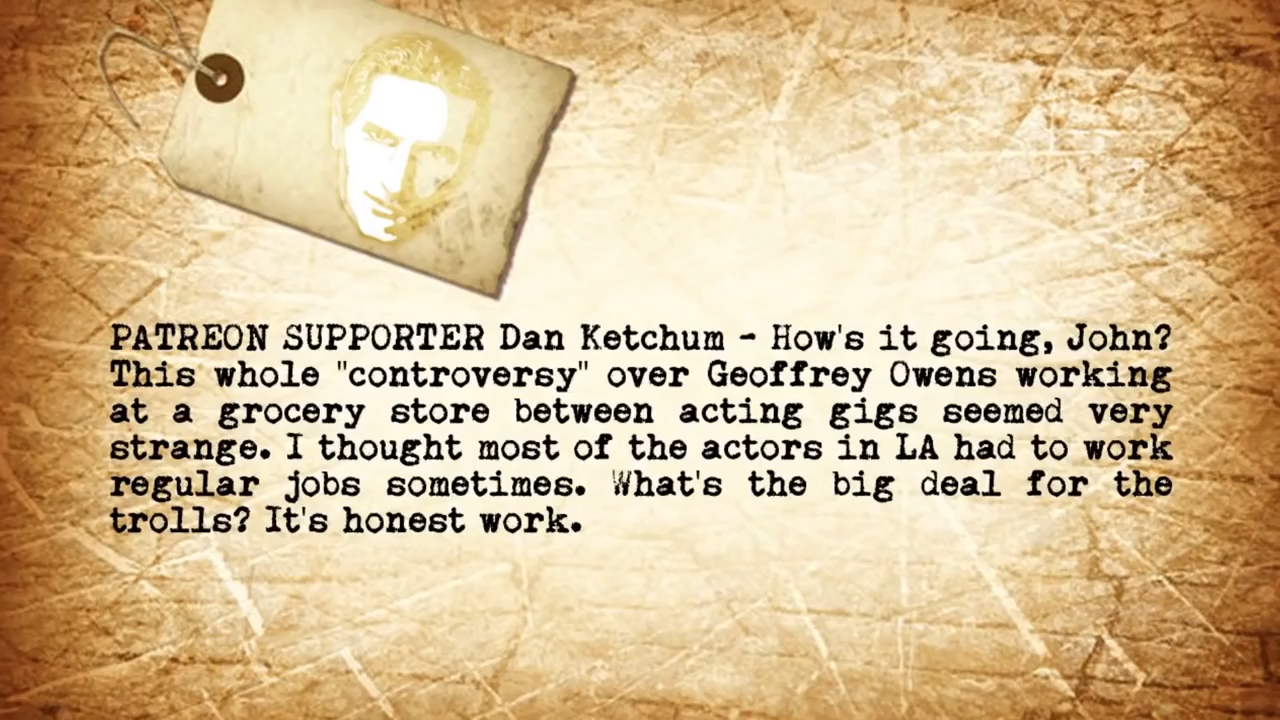 PATREON SUPPORTER Dan Ketchum - How's it going, John?
This whole "controversy" over Geoffrey Owens working
at a grocery store between acting gigs seemed very
strange. I thought most of the actors in LA had to work
regular jobs sometimes. What's the big deal for the
trolls? It's honest work.